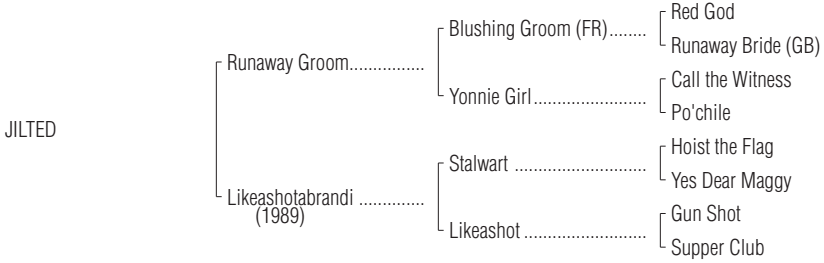 Red God
Blushing Groom (FR)........
Runaway Bride (GB)
Runaway Groom................
Call the Witness
Yonnie Girl........................
Po'chile
JILTED
Hoist the Flag
Stalwart ............................
Yes Dear Maggy
Likeashotabrandi ..............
(1989)
Gun Shot
Likeashot ..........................
Supper Club